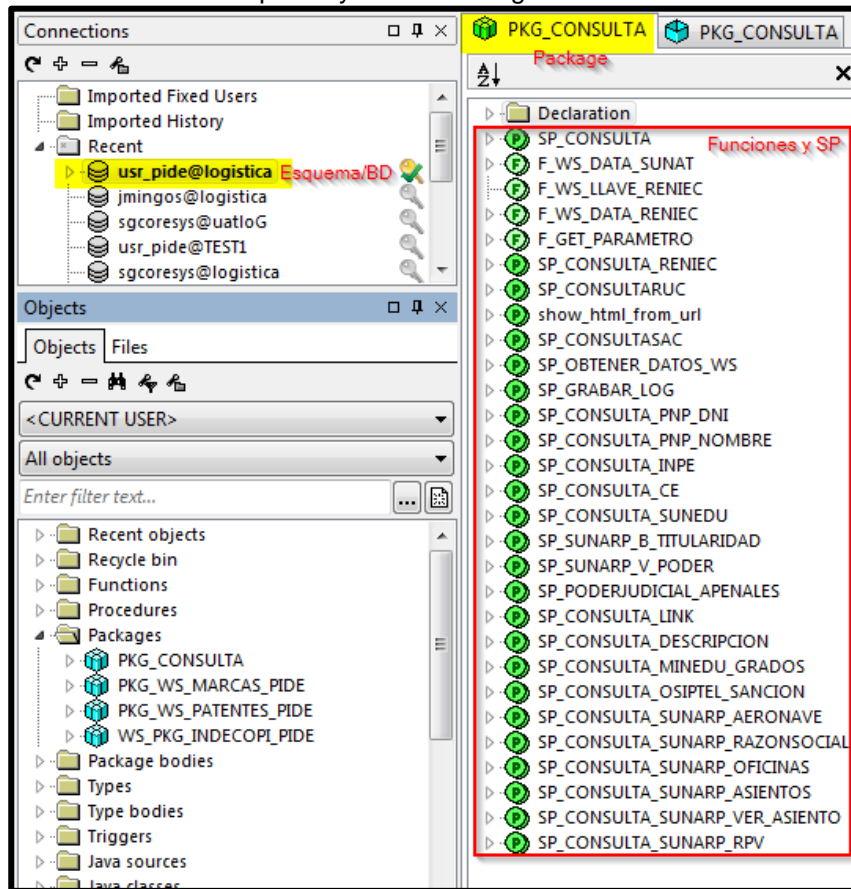 Connections
Imported Fixed Users
Imported History
Recent
usr_pide@logistica Esquema/BD
jmingos@logistica
sgcoresys@uatloG
usr_pide@TEST1
sgcoresys@logistica
Objects
Objects Files
<CURRENT USER>
All objects
Enter filter text...
...
Recent objects
Recycle bin
Functions
Procedures
Packages
PKG_CONSULTA
PKG_WS_MARCAS_PIDE
PKG_WS_PATENTES_PIDE
WS_PKG_INDECOPI_PIDE
Package bodies
Types
Type bodies
Triggers
Java sources
Java classes
PKG_CONSULTA PKG_CONSULTA
Package
Declaration
SP_CONSULTA Funciones y SP
F_WS_DATA_SUNAT
F_WS_LLAVE_RENIEC
F_WS_DATA_RENIEC
F_GET_PARAMETRO
SP_CONSULTA_RENIEC
SP_CONSULTARUC
show_html_from_url
SP_CONSULTASAC
SP_OBTENER_DATOS_WS
SP_GRABAR_LOG
SP_CONSULTA_PNP_DNI
SP_CONSULTA_PNP_NOMBRE
SP_CONSULTA_INPE
SP_CONSULTA_CE
SP_CONSULTA_SUNEDU
SP_SUNARP_B_TITULARIDAD
SP_SUNARP_V_PODER
SP_PODERJUDICIAL_APENALES
SP_CONSULTA_LINK
SP_CONSULTA_DESCRIPCION
SP_CONSULTA_MINEDU_GRADOS
SP_CONSULTA_OSIPTEL_SANCION
SP_CONSULTA_SUNARP_AERONAVE
SP_CONSULTA_SUNARP_RAZONSOCIAL
SP_CONSULTA_SUNARP_OFICINAS
SP_CONSULTA_SUNARP_ASIENTOS
SP_CONSULTA_SUNARP_VER_ASIENTO
SP_CONSULTA_SUNARP_RPV